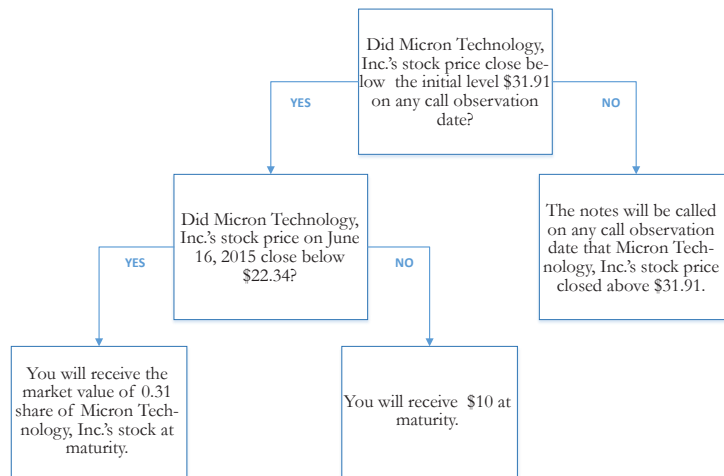 Did Micron Technology,
Inc.'s stock price close be-
low the initial level $31.91
on any call observation
date?
YES
NO
Did Micron Technology,
Inc.'s stock price on June
16, 2015 close below
$22.34?
The notes will be called
on any call observation
date that Micron Tech-
nology, Inc.'s stock price
closed above $31.91.
YES
NO
You will receive the
market value of 0.31
share of Micron Tech-
nology, Inc.'s stock at
maturity.
You will receive $10 at
maturity.